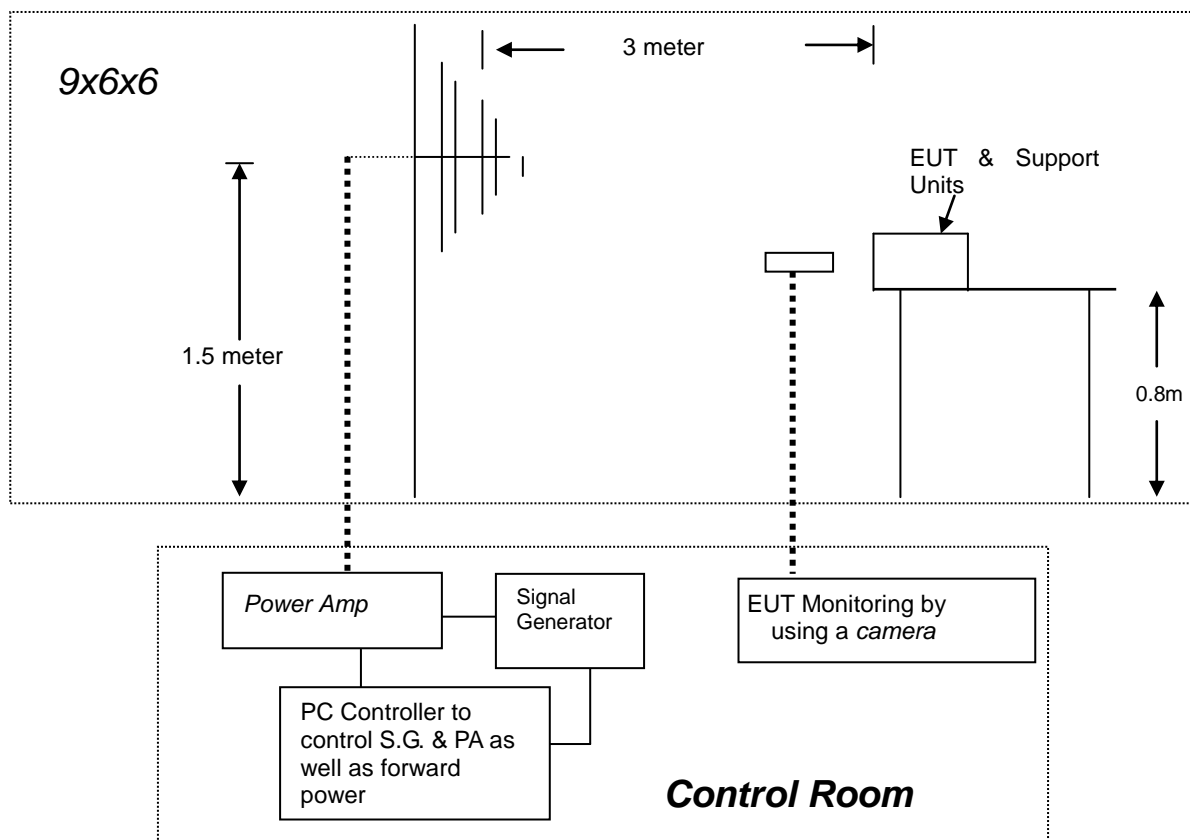 3 meter
9x6x6
EUT & Support
Units
1.5 meter
0.8m
Power Amp
Signal
Generator
EUT Monitoring by
using a camera
PC Controller to
control S.G. & PA as
well as forward
power
Control Room